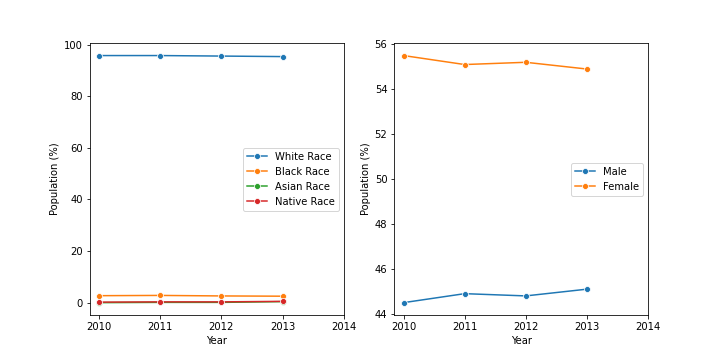 100
80
60
40
20
0
Population (%)
White Race
Black Race
Asian Race
Native Race
2010 2011 2012 2013 2014
Year
56
54
52
50
48
46
44
Population (%)
Male
Female
2010 2011 2012 2013 2014
Year